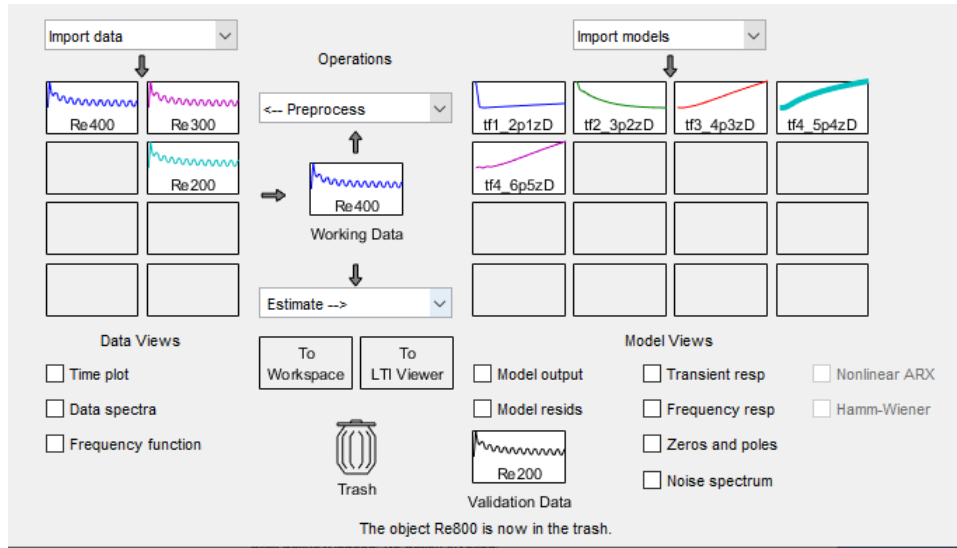 Import data
Import models
Operations
<-- Preprocess
Re400
Re300
tf1_2p1zD
tf2_3p2zD
tf3_4p3zD
tf4_5p4zD
Re200
Re400
tf4_6p5zD
Working Data
Estimate -->
Data Views
Model Views
To Workspace
To LTI Viewer
Time plot
Model output
Transient resp
Nonlinear ARX
Data spectra
Model resids
Frequency resp
Hamm-Wiener
Frequency function
Zeros and poles
Re200
Noise spectrum
Trash
Validation Data
The object Re800 is now in the trash.